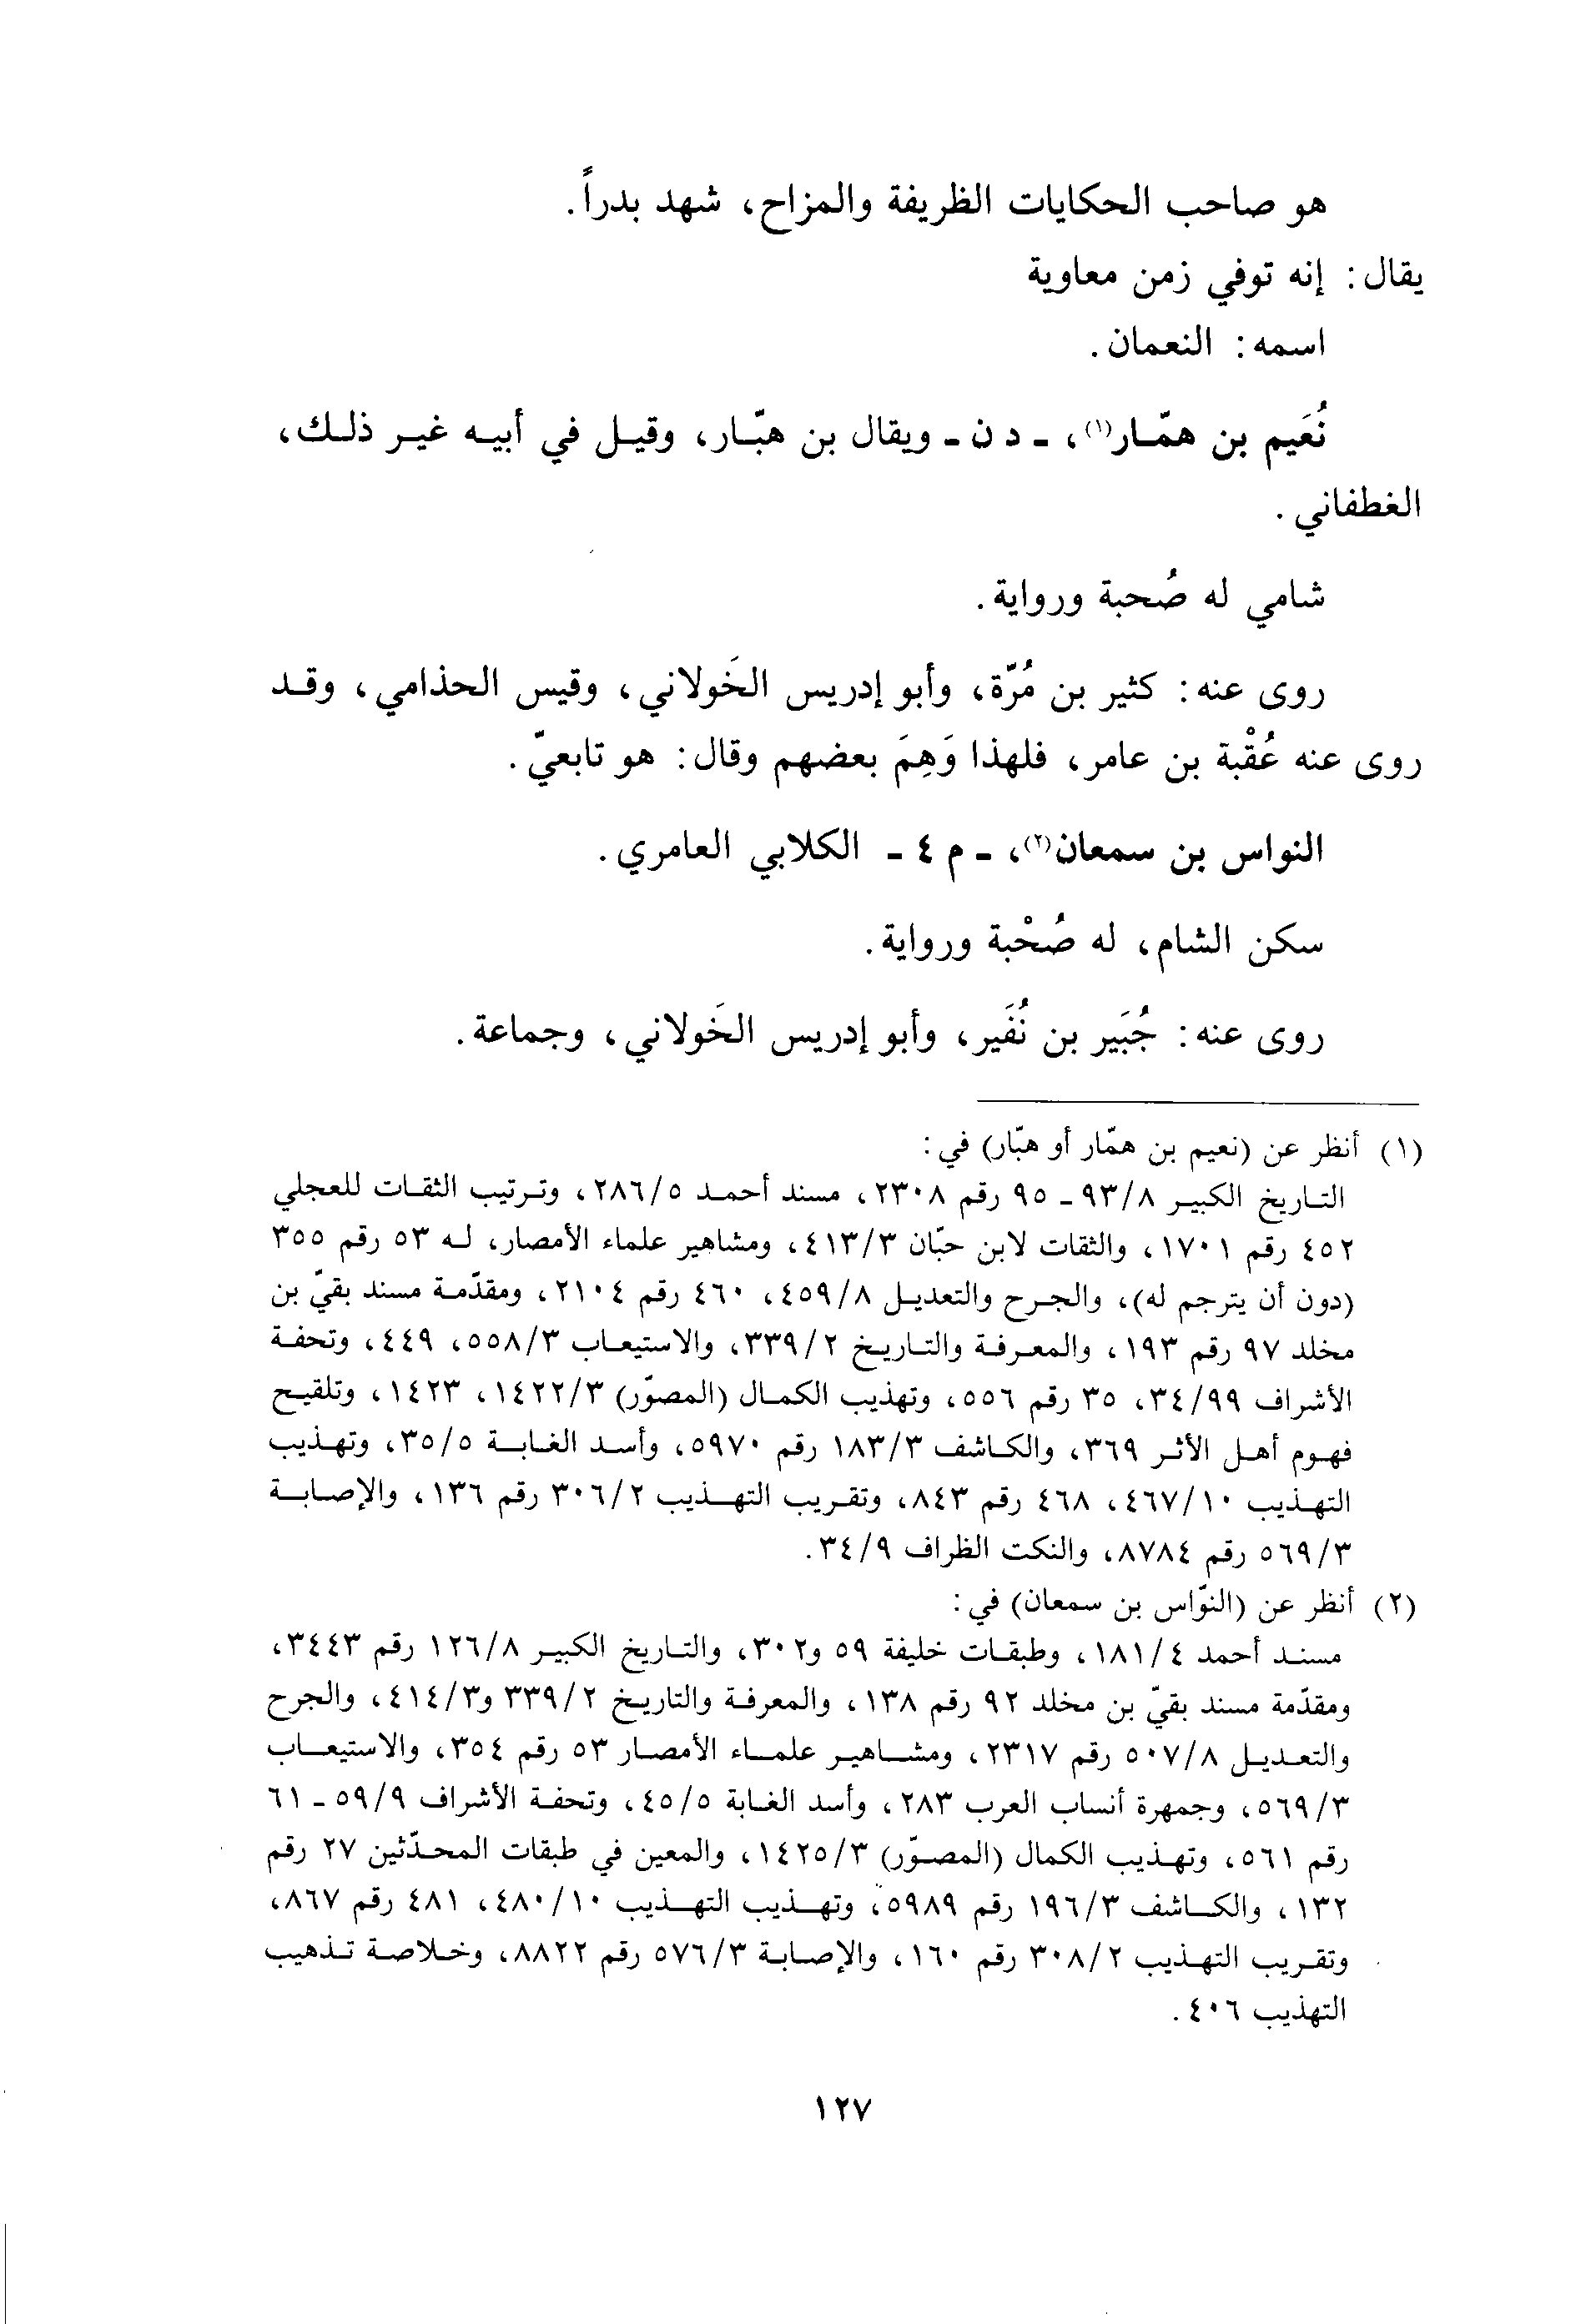 هو صاحب الحكايات الظريفة والمزاح، شهد بدراً.
يقال: إنه توفي زمن معاوية
اسمه: النعمان.
نُعَيم بن همّار(١)، ـ د ن ـ ويقال بن هبّار، وقيل في أبيه غير ذلك،
الغطفاني.
شامي له صُحبة ورواية.
روى عنه: كثير بن مُرّة، وأبو إدريس الخَولاني، وقيس الحذامي، وقد
روى عنه عُقْبة بن عامر، فلهذا وَهِمَ بعضهم وقال: هو تابعيّ.
النواس بن سمعان(٢)، ـ م ٤ ـ الكلابي العامري.
سكن الشام، له صُحْبة ورواية.
روى عنه: جُبَير بن نُفَير، وأبو إدريس الخَولاني، وجماعة.
(١) أنظر عن (نعيم بن همّار أو هبّار) في:
التاريخ الكبير ٩٣/٨ ـ ٩٥ رقم ٢٣٠٨، مسند أحمد ٢٨٦/٥، وترتيب الثقات للعجلي
٤٥٢ رقم ١٧٠١، والثقات لابن حبّان ٤١٣/٣، ومشاهير علماء الأمصار، له ٥٣ رقم ٣٥٥
(دون أن يترجم له)، والجرح والتعديل ٤٥٩/٨، ٤٦٠ رقم ٢١٠٤، ومقدّمة مسند بقيّ بن
مخلد ٩٧ رقم ١٩٣، والمعرفة والتاريخ ٣٣٩/٢، والاستيعاب ٥٥٨/٣، ٤٤٩، وتحفة
الأشراف ٣٤/٩٩، ٣٥ رقم ٥٥٦، وتهذيب الكمال (المصوّر) ١٤٢٢/٣، ١٤٢٣، وتلقيح
فهوم أهل الأثر ٣٦٩، والكاشف ١٨٣/٣ رقم ٥٩٧٠، وأسد الغابة ٣٥/٥، وتهذيب
التهذيب ٤٦٧/١٠، ٤٦٨ رقم ٨٤٣، وتقريب التهذيب ٣٠٦/٢ رقم ١٣٦، والإصابة
٥٦٩/٣ رقم ٨٧٨٤، والنكت الظراف ٣٤/٩.
(٢) أنظر عن (النوّاس بن سمعان) في:
مسند أحمد ١٨١/٤، وطبقات خليفة ٥٩ و٣٠٢، والتاريخ الكبير ١٢٦/٨ رقم ٣٤٤٣،
ومقدّمة مسند بقيّ بن مخلد ٩٢ رقم ١٣٨، والمعرفة والتاريخ ٣٣٩/٢ و٤١٤/٣، والجرح
والتعديل ٥٠٧/٨ رقم ٢٣١٧، ومشاهير علماء الأمصار ٥٣ رقم ٣٥٤، والاستيعاب
٥٦٩/٣، وجمهرة أنساب العرب ٢٨٣، وأسد الغابة ٤٥/٥، وتحفة الأشراف ٥٩/٩ ـ ٦١
رقم ٥٦١، وتهذيب الكمال (المصوّر) ١٤٢٥/٣، والمعين في طبقات المحدّثين ٢٧ رقم
١٣٢، والكاشف ١٩٦/٣ رقم ٥٩٨٩، وتهذيب التهذيب ٤٨٠/١٠، ٤٨١ رقم ٨٦٧،
وتقريب التهذيب ٣٠٨/٢ رقم ١٦٠، والإصابة ٥٧٦/٣ رقم ٨٨٢٢، وخلاصة تذهيب
التهذيب ٤٠٦.
١٢٧